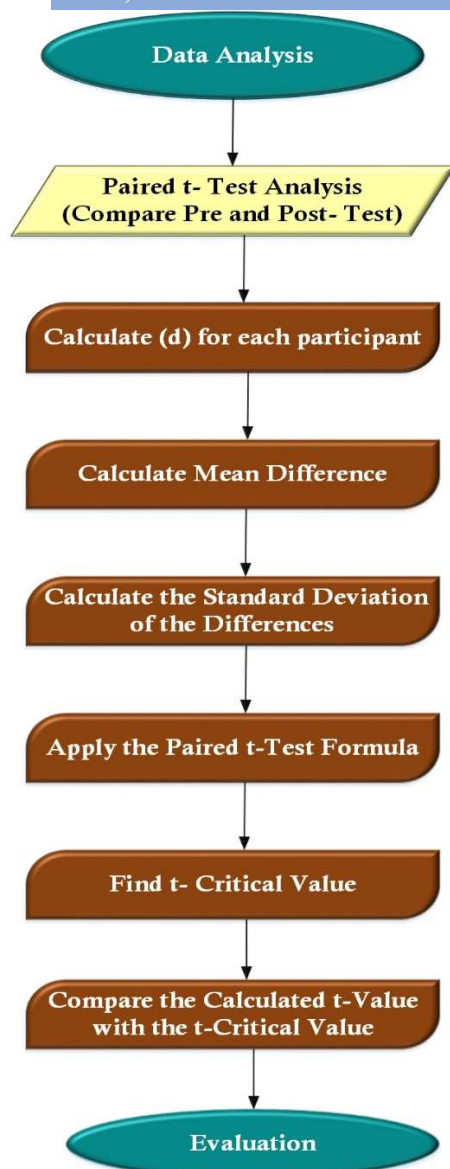 Data Analysis
Paired t- Test Analysis
(Compare Pre and Post- Test)
Calculate (d) for each participant
Calculate Mean Difference
Calculate the Standard Deviation
of the Differences
Apply the Paired t-Test Formula
Find t- Critical Value
Compare the Calculated t-Value
with the t-Critical Value
Evaluation